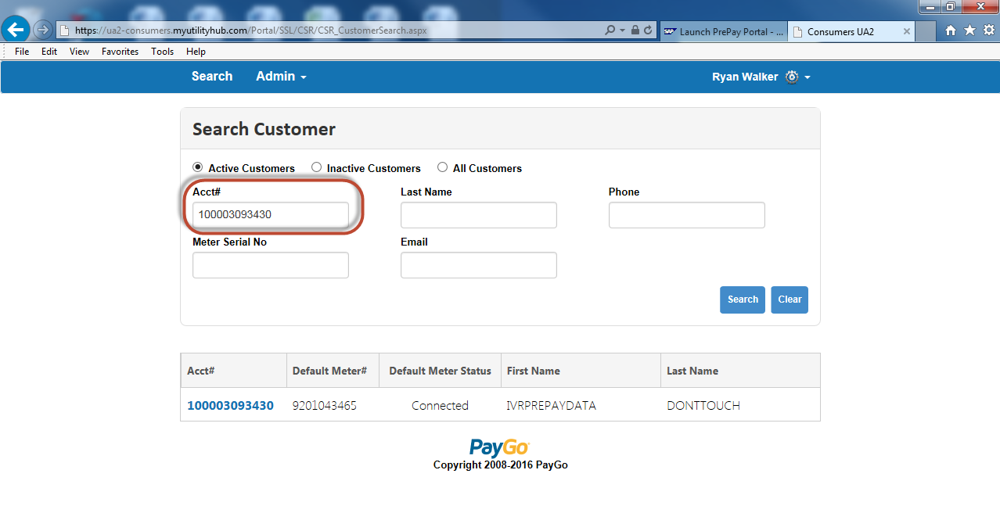 https://ua2-consumers.myutilityhub.com/Portal/SSL/CSR/CSR_CustomerSearch.aspx
SAP Launch PrePay Portal - ...
Consumers UA2
File Edit View Favorites Tools Help
Search Admin
Ryan Walker
Search Customer
Active Customers Inactive Customers All Customers
Acct# Last Name Phone
100003093430
Meter Serial No Email
Search Clear
Acct# Default Meter# Default Meter Status First Name Last Name
100003093430 9201043465 Connected IVRPREPAYDATA DONTTOUCH
PayGo
Copyright 2008-2016 PayGo